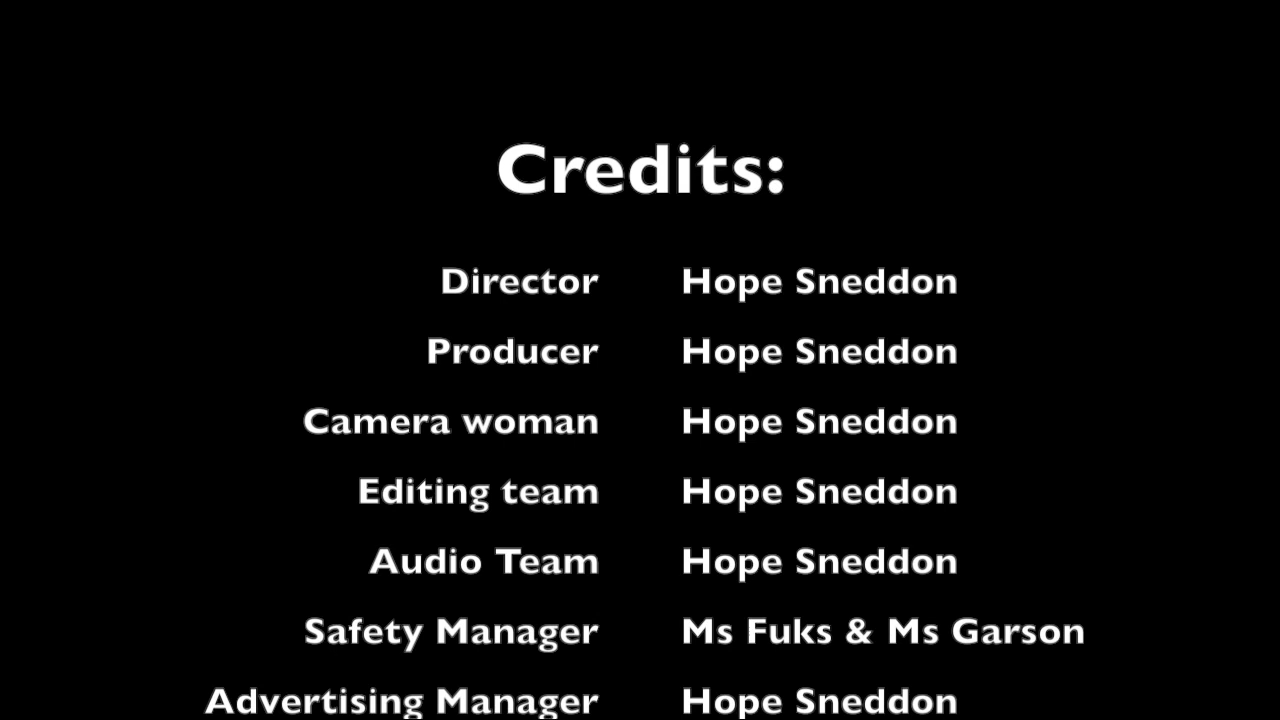 Credits:
Director Hope Sneddon
Producer Hope Sneddon
Camera woman Hope Sneddon
Editing team Hope Sneddon
Audio Team Hope Sneddon
Safety Manager Ms Fuks & Ms Garson
Advertising Manager Hope Sneddon